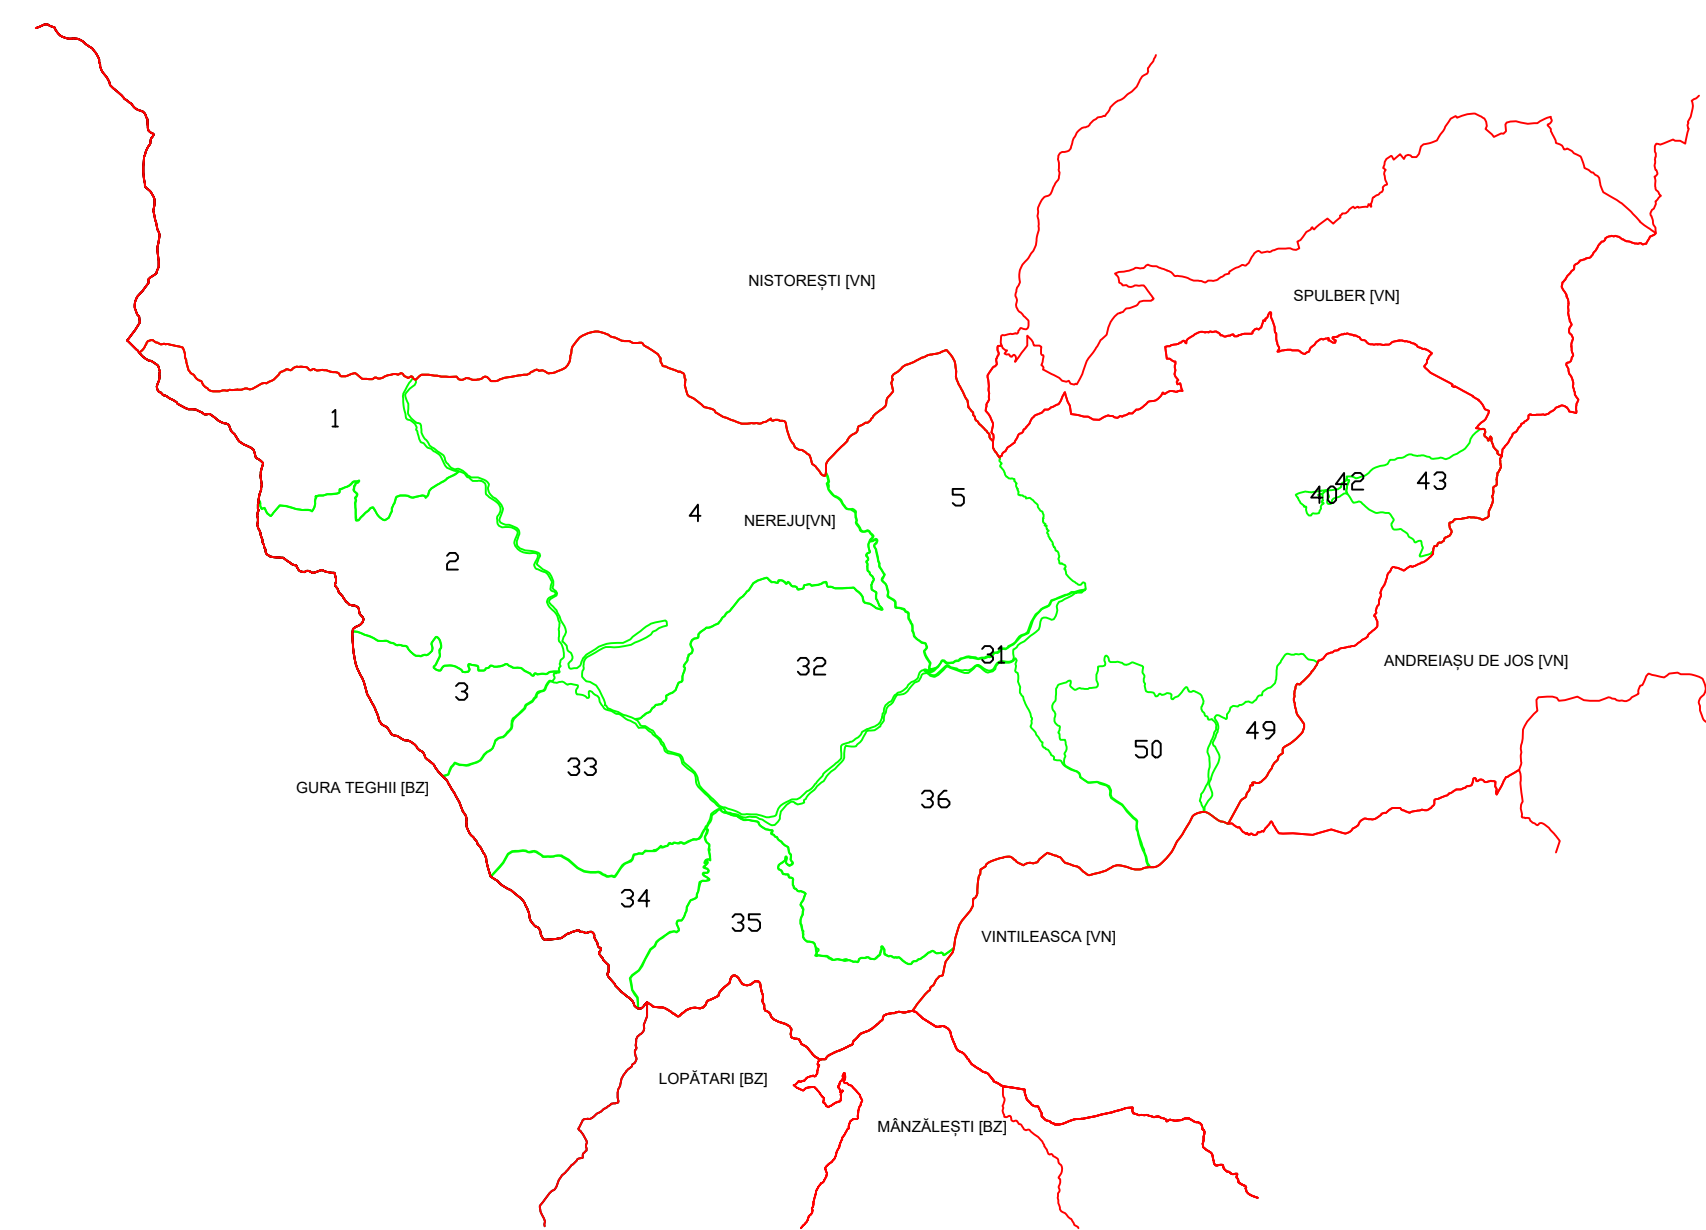 NISTOREȘTI [VN]
SPULBER [VN]
1
5
40
42
43
4
NEREJU[VN]
2
31
32
ANDREIAȘU DE JOS [VN]
3
49
50
33
GURA TEGHII [BZ]
36
34
35
VINTILEASCA [VN]
LOPĂTARI [BZ]
MÂNZĂLEȘTI [BZ]